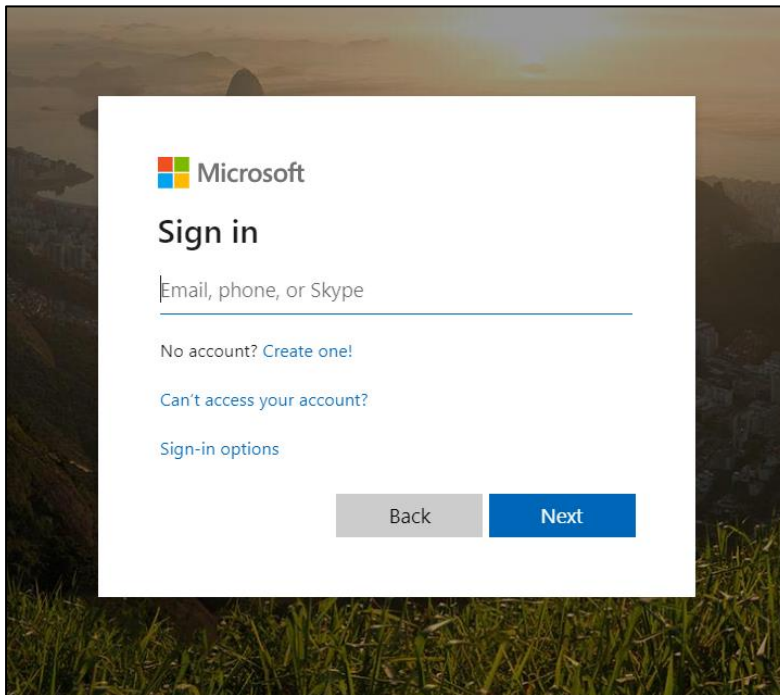 Microsoft
Sign in
Email, phone, or Skype
No account? Create one!
Can't access your account?
Sign-in options
Back
Next